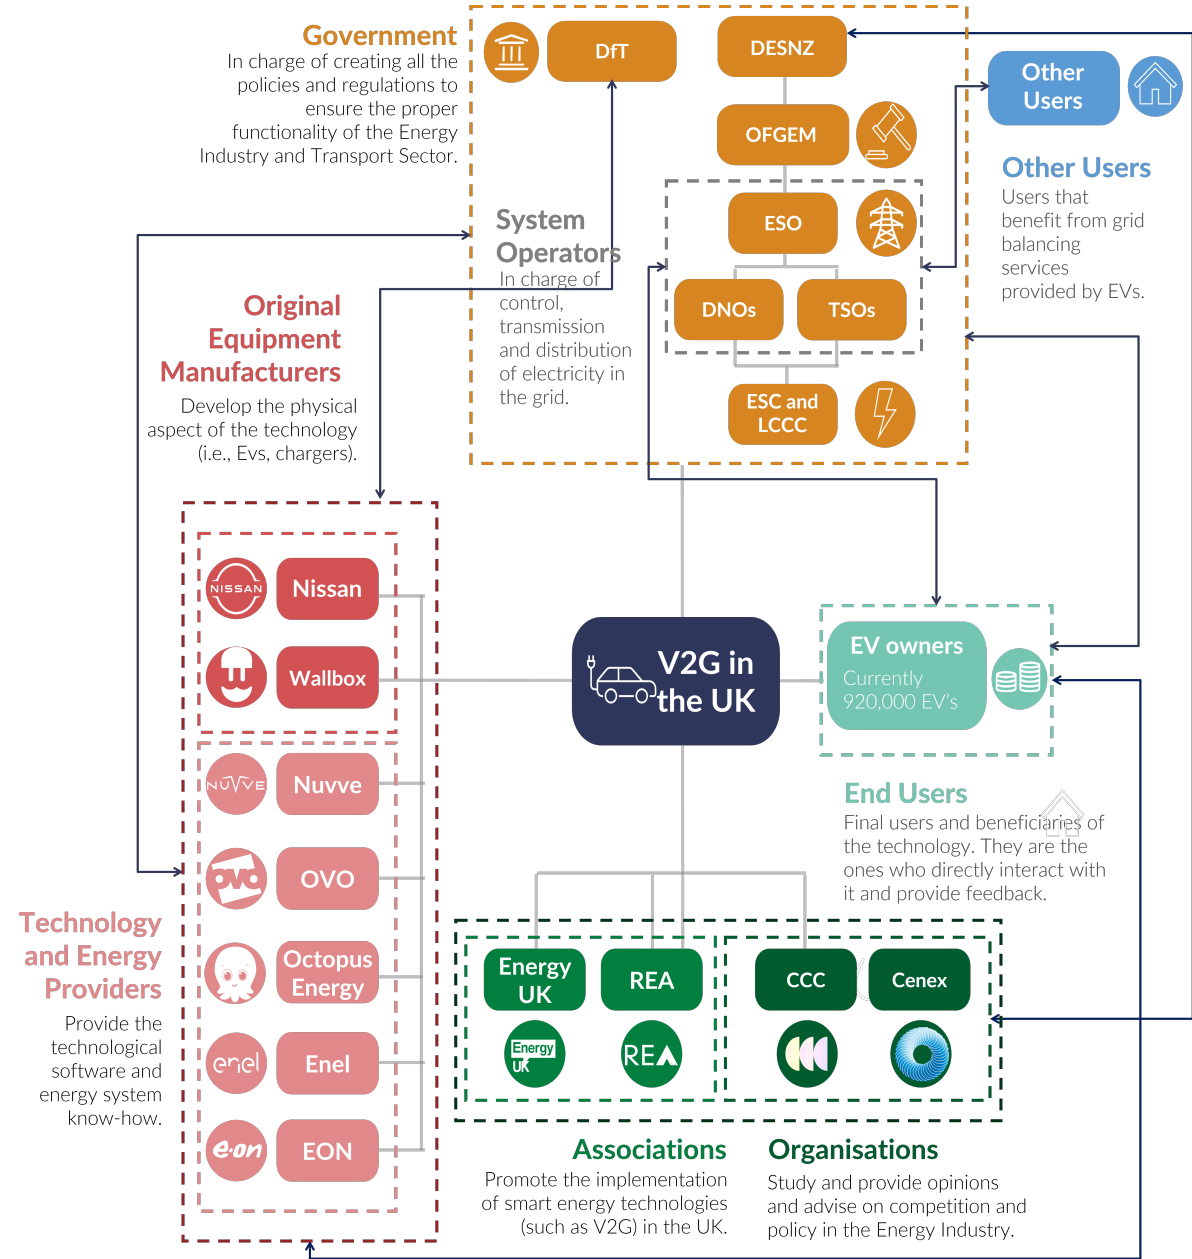 Government
In charge of creating all the
policies and regulations to
ensure the proper
functionality of the Energy
Industry and Transport Sector.
DfT
DESNZ
OFGEM
System
Operators
In charge of
control,
transmission
and distribution
of electricity in
the grid.
ESO
DNOs
TSOs
ESC and
LCCC
Other
Users
Other Users
Users that
benefit from grid
balancing
services
provided by EVs.
Original
Equipment
Manufacturers
Develop the physical
aspect of the technology
(i.e., Evs, chargers).
NISSAN
Nissan
Wallbox
NUVVE
Nuvve
ovo
OVO
Octopus
Energy
enel
Enel
e·on
EON
Technology
and Energy
Providers
Provide the
technological
software and
energy system
know-how.
V2G in
the UK
EV owners
Currently
920,000 EV's
End Users
Final users and beneficiaries of
the technology. They are the
ones who directly interact with
it and provide feedback.
Energy
UK
REA
CCC
Cenex
Energy
UK
REA
Associations
Promote the implementation
of smart energy technologies
(such as V2G) in the UK.
Organisations
Study and provide opinions
and advise on competition and
policy in the Energy Industry.